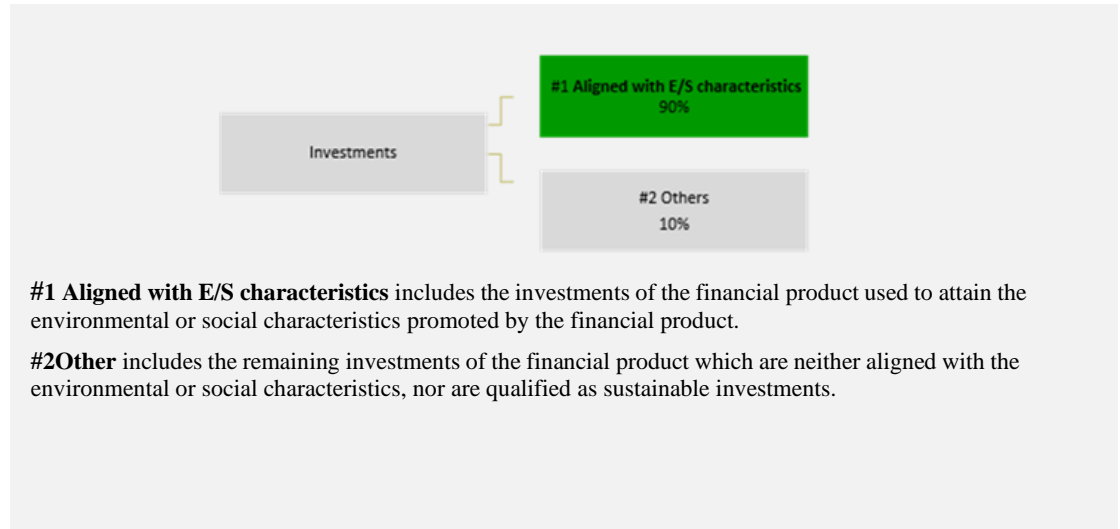 #1 Aligned with E/S characteristics
90%
Investments
#2 Others
10%
#1 Aligned with E/S characteristics includes the investments of the financial product used to attain the
environmental or social characteristics promoted by the financial product.
#2Other includes the remaining investments of the financial product which are neither aligned with the
environmental or social characteristics, nor are qualified as sustainable investments.